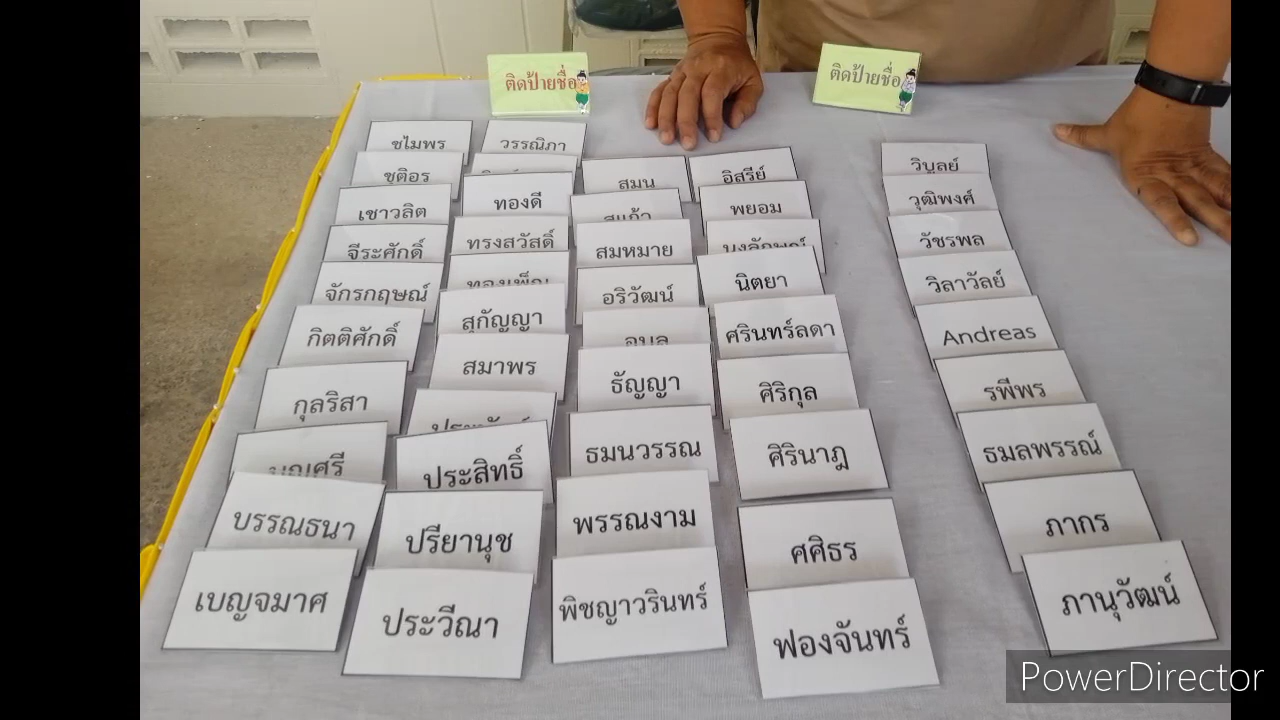 ติดป้ายชื่อ
ติดป้ายชื่อ
ชไมพร
ชุติอร
เชาวลิต
จีระศักดิ์
จักรกฤษณ์
กิตติศักดิ์
กุลริสา
บุญศรี
บรรณธนา
เบญจมาศ
วรรณิภา
ทองดี
ทรงสวัสดิ์
สุกัญญา
สมาพร
ประสิทธิ์
ปรียานุช
ประวีณา
สมน
สมหมาย
อริวัฒน์
ธัญญา
ธมนวรรณ
พรรณงาม
พิชญาวรินทร์
อิสรีย์
พยอม
นงลักษณ์
นิตยา
ศรินทร์ลดา
ศิริกุล
ศิรินาฎ
ศศิธร
ฟองจันทร์
วิบูลย์
วุฒิพงศ์
วัชรพล
วิลาวัลย์
Andreas
รพีพร
ธมลพรรณ์
ภากร
ภานุวัฒน์
PowerDirector